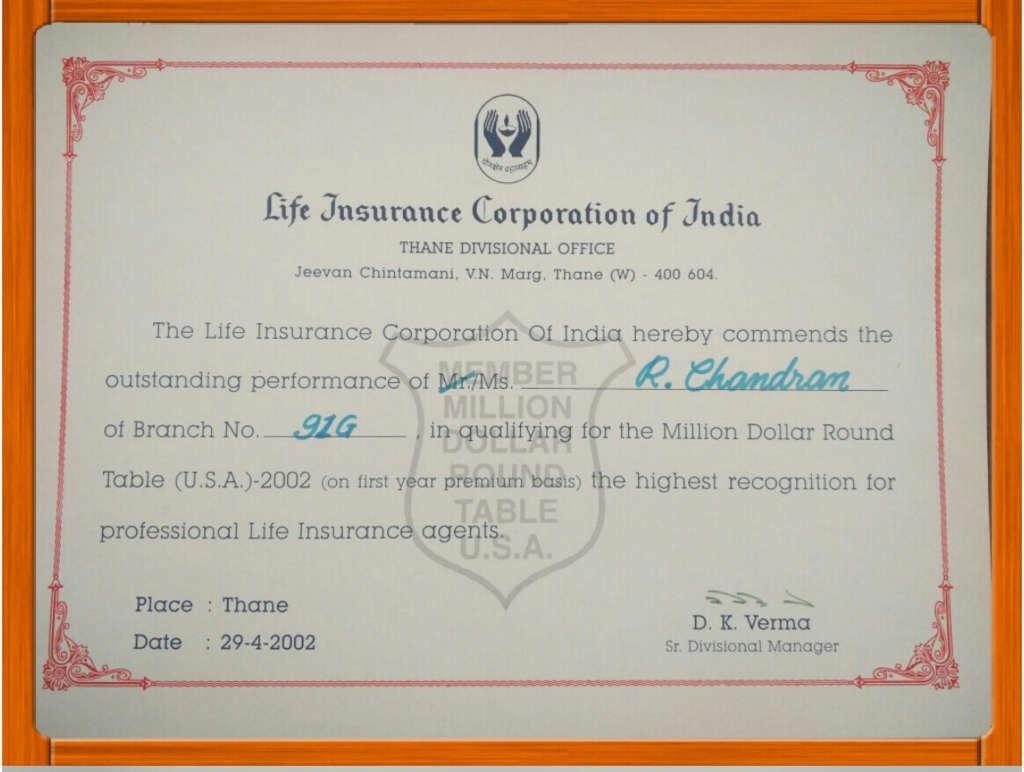 योगक्षेमं वहाम्यहम्
Life Insurance Corporation of India
THANE DIVISIONAL OFFICE
Jeevan Chintamani, V.N. Marg, Thane (W) - 400 604.
The Life Insurance Corporation Of India hereby commends the
outstanding performance of Mr./Ms. R. Chandran
of Branch No. 91G, in qualifying for the Million Dollar Round
Table (U.S.A.)-2002 (on first year premium basis) the highest recognition for
professional Life Insurance agents.
MEMBER
MILLION
DOLLAR
ROUND
TABLE
U.S.A.
Place : Thane
Date : 29-4-2002
D. K. Verma
Sr. Divisional Manager